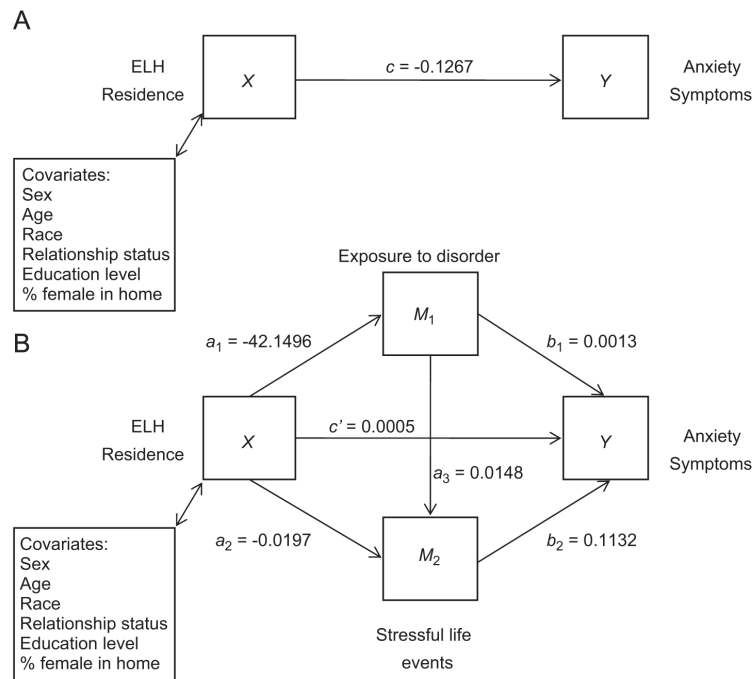 A
ELH
Residence
X
c = -0.1267
Y
Anxiety
Symptoms
Covariates:
Sex
Age
Race
Relationship status
Education level
% female in home
Exposure to disorder
M1
B
a1 = -42.1496
b1 = 0.0013
ELH
Residence
X
c' = 0.0005
Y
Anxiety
Symptoms
a3 = 0.0148
a2 = -0.0197
M2
b2 = 0.1132
Covariates:
Sex
Age
Race
Relationship status
Education level
% female in home
Stressful life
events